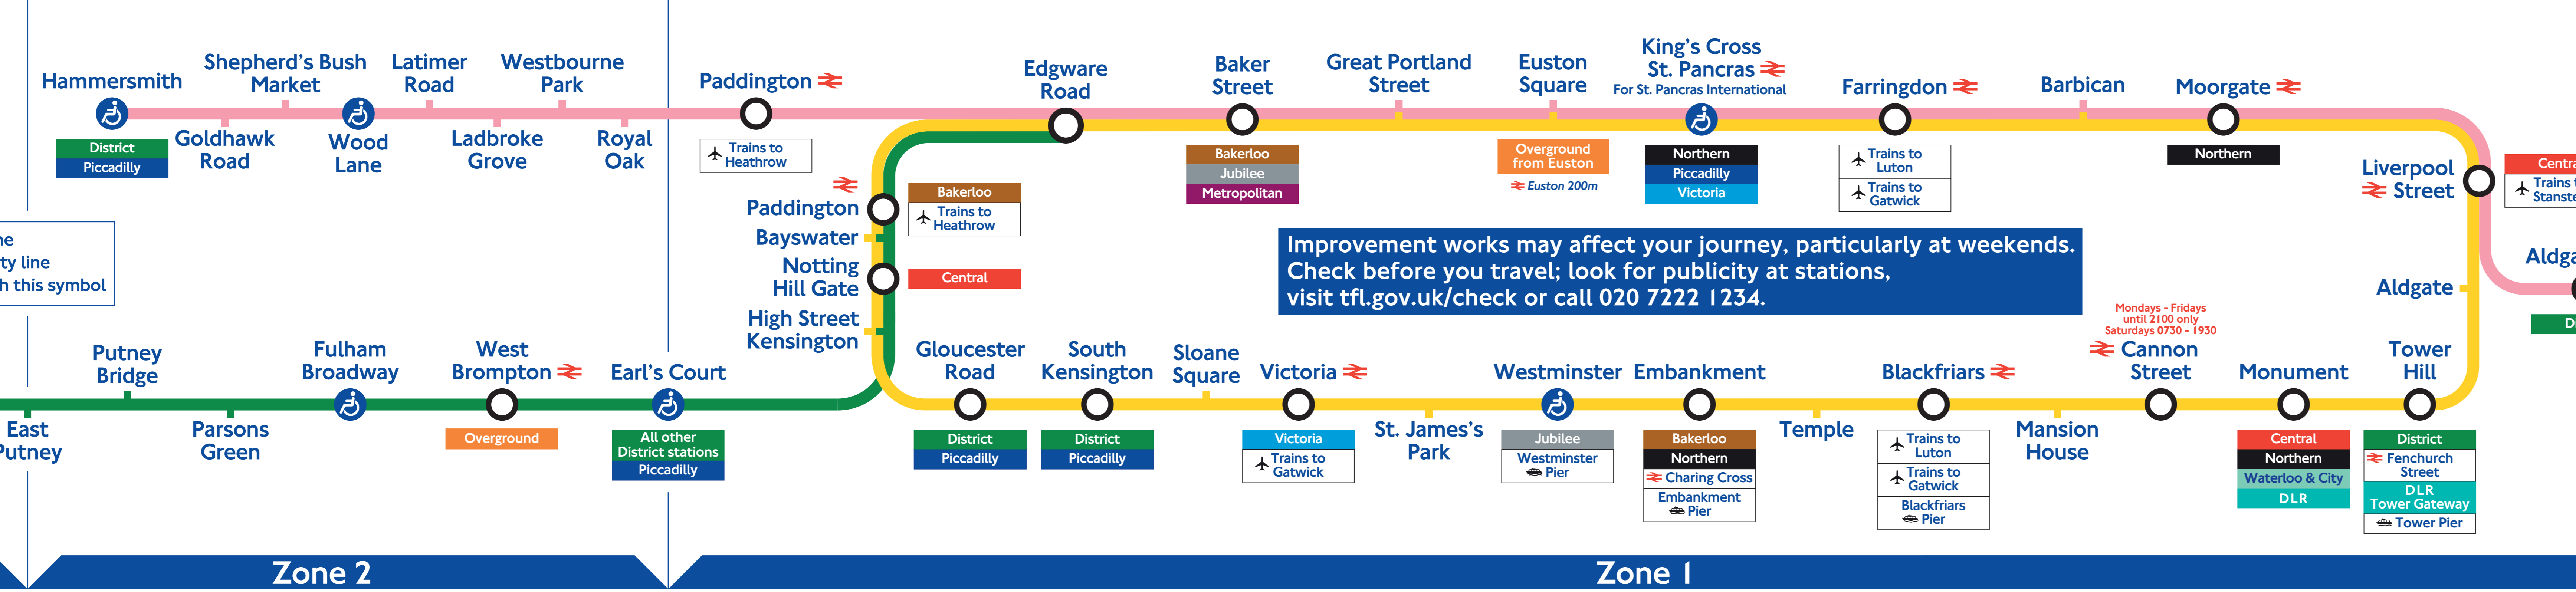 Hammersmith
District
Piccadilly
Goldhawk
Road
Shepherd's Bush
Market
Wood
Lane
Latimer
Road
Ladbroke
Grove
Westbourne
Park
Royal
Oak
Paddington
Trains to
Heathrow
Edgware
Road
Baker
Street
Bakerloo
Jubilee
Metropolitan
Great Portland
Street
Euston
Square
Overground
from Euston
Euston 200m
King's Cross
St. Pancras
For St. Pancras International
Northern
Piccadilly
Victoria
Farringdon
Trains to
Luton
Trains to
Gatwick
Barbican
Moorgate
Northern
Liverpool
Street
Aldgate
Paddington
Bakerloo
Trains to
Heathrow
Bayswater
Notting
Hill Gate
Central
High Street
Kensington
Improvement works may affect your journey, particularly at weekends.
Check before you travel; look for publicity at stations,
visit tfl.gov.uk/check or call 020 7222 1234.
ty line
h this symbol
East
Putney
Putney
Bridge
Parsons
Green
Fulham
Broadway
West
Brompton
Overground
Earl's Court
All other
District stations
Piccadilly
Gloucester
Road
District
Piccadilly
South
Kensington
District
Piccadilly
Sloane
Square
Victoria
Victoria
Trains to
Gatwick
St. James's
Park
Westminster
Jubilee
Westminster
Pier
Embankment
Bakerloo
Northern
Charing Cross
Embankment
Pier
Temple
Blackfriars
Trains to
Luton
Trains to
Gatwick
Blackfriars
Pier
Mansion
House
Mondays - Fridays
until 2100 only
Saturdays 0730 - 1930
Cannon
Street
Monument
Central
Northern
Waterloo & City
DLR
Tower
Hill
District
Fenchurch
Street
DLR
Tower Gateway
Tower Pier
Zone 2
Zone 1